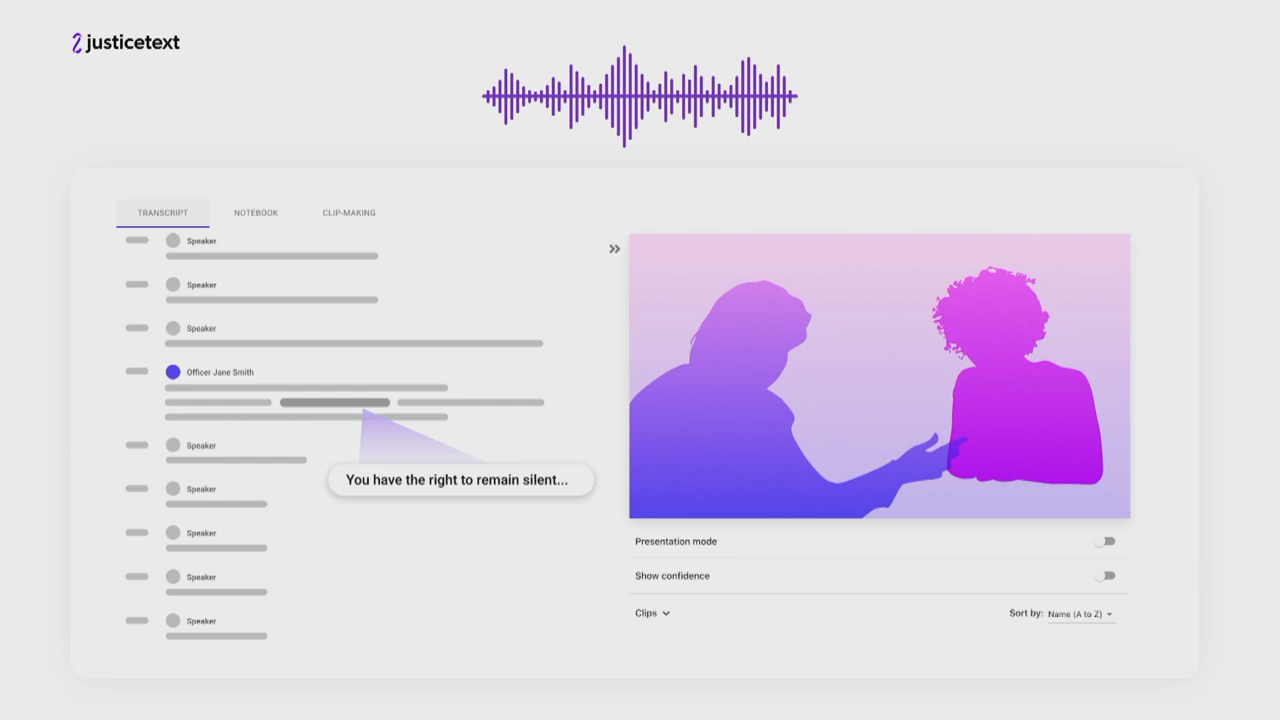 justicetext
TRANSCRIPT NOTEBOOK CLIP-MAKING
Speaker
Speaker
Speaker
Officer Jane Smith
Speaker
You have the right to remain silent...
Speaker
Speaker
Speaker
Speaker
Presentation mode
Show confidence
Clips
Sort by: Name (A to Z)